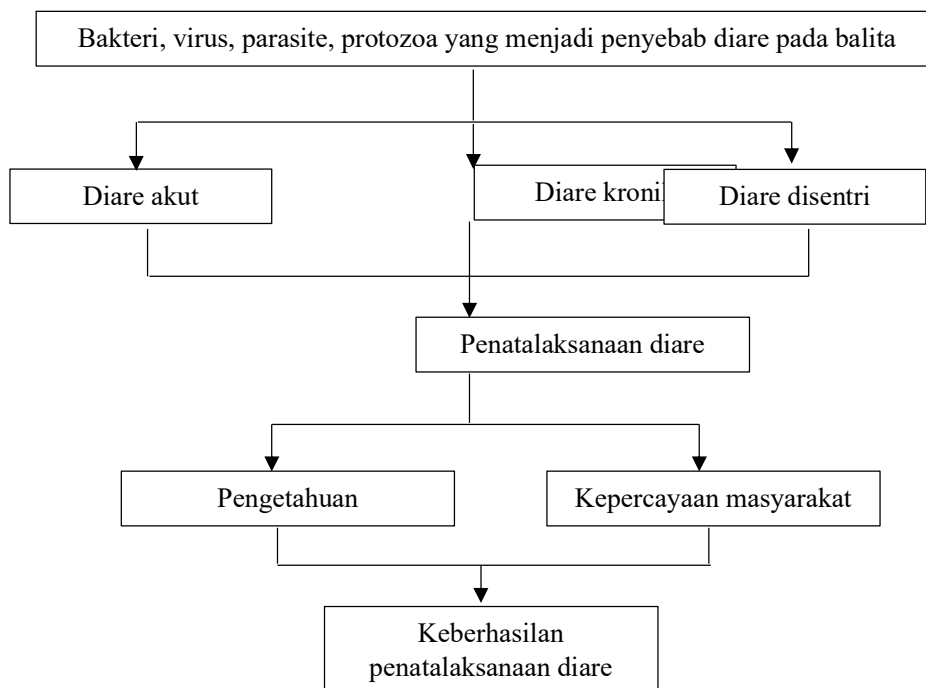 Bakteri, virus, parasite, protozoa yang menjadi penyebab diare pada balita
Diare akut
Diare
Diare disentri
Penatalaksanaan diare
Pengetahuan
Kepercayaan masyarakat
Keberhasilan
penatalaksanaan diare